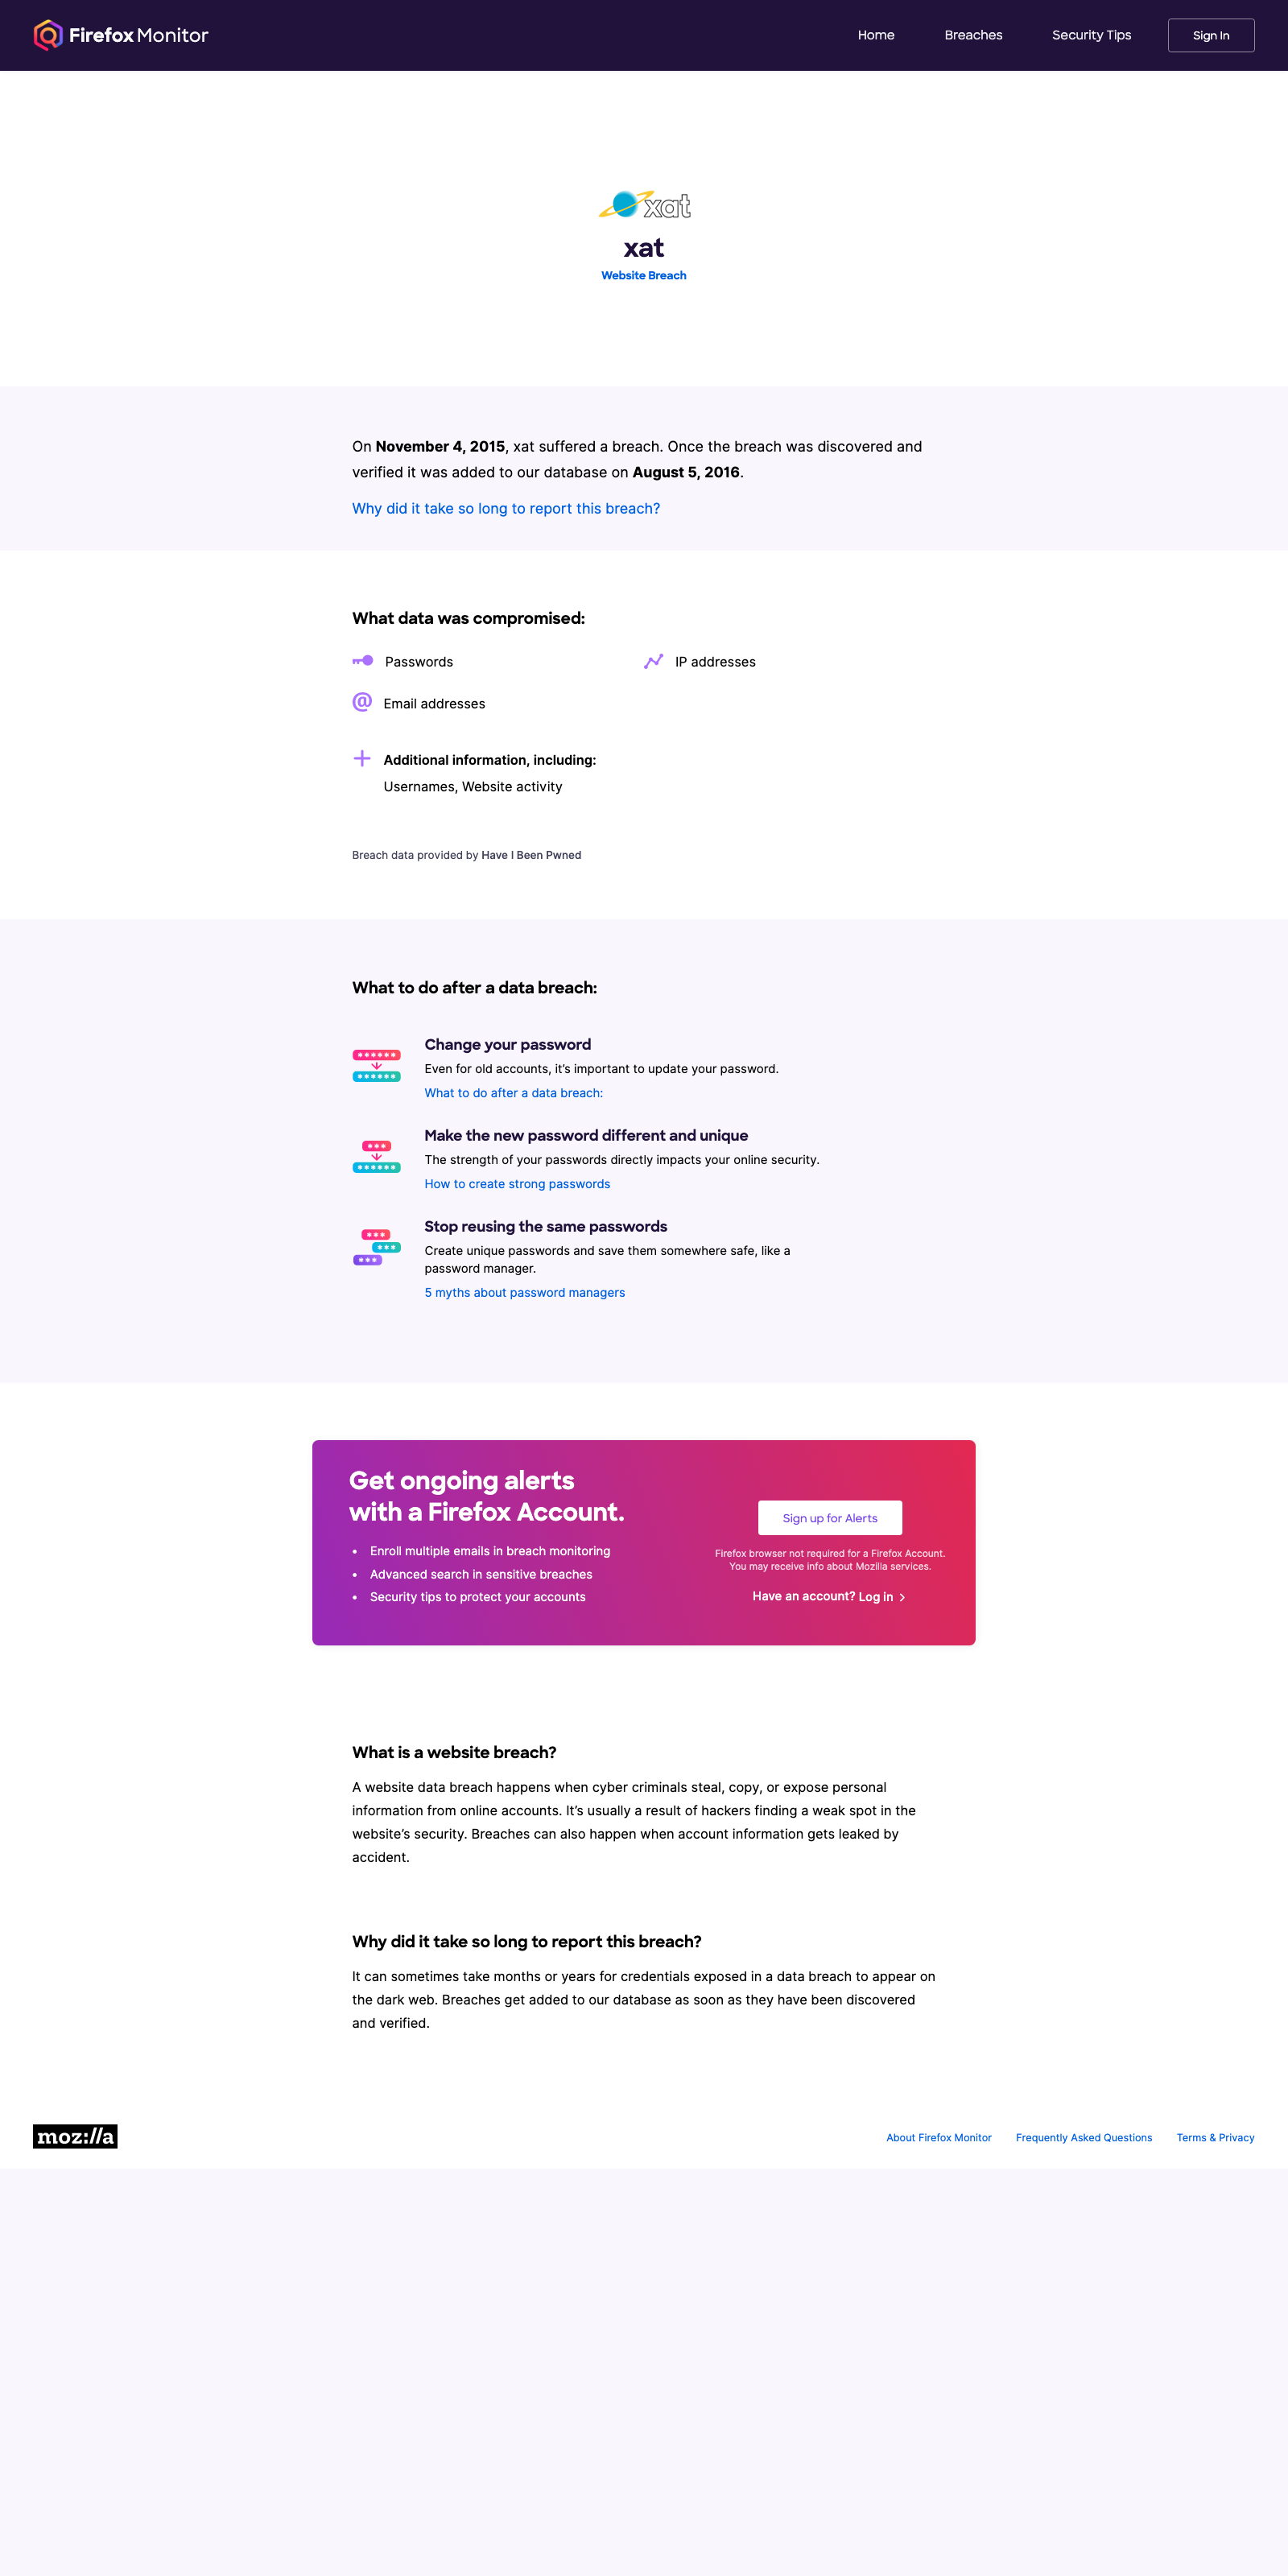 Firefox Monitor
Home
Breaches
Security Tips
Sign In
xat
xat
Website Breach
On November 4, 2015, xat suffered a breach. Once the breach was discovered and
verified it was added to our database on August 5, 2016.
Why did it take so long to report this breach?
What data was compromised:
Passwords
IP addresses
@ Email addresses
Additional information, including:
Usernames, Website activity
Breach data provided by Have I Been Pwned
What to do after a data breach:
Change your password
Even for old accounts, it’s important to update your password.
What to do after a data breach:
Make the new password different and unique
The strength of your passwords directly impacts your online security.
How to create strong passwords
Stop reusing the same passwords
Create unique passwords and save them somewhere safe, like a
password manager.
5 myths about password managers
Get ongoing alerts
with a Firefox Account.
• Enroll multiple emails in breach monitoring
• Advanced search in sensitive breaches
• Security tips to protect your accounts
Sign up for Alerts
Firefox browser not required for a Firefox Account.
You may receive info about Mozilla services.
Have an account? Log in
What is a website breach?
A website data breach happens when cyber criminals steal, copy, or expose personal
information from online accounts. It’s usually a result of hackers finding a weak spot in the
website’s security. Breaches can also happen when account information gets leaked by
accident.
Why did it take so long to report this breach?
It can sometimes take months or years for credentials exposed in a data breach to appear on
the dark web. Breaches get added to our database as soon as they have been discovered
and verified.
moz://a
About Firefox Monitor
Frequently Asked Questions
Terms & Privacy